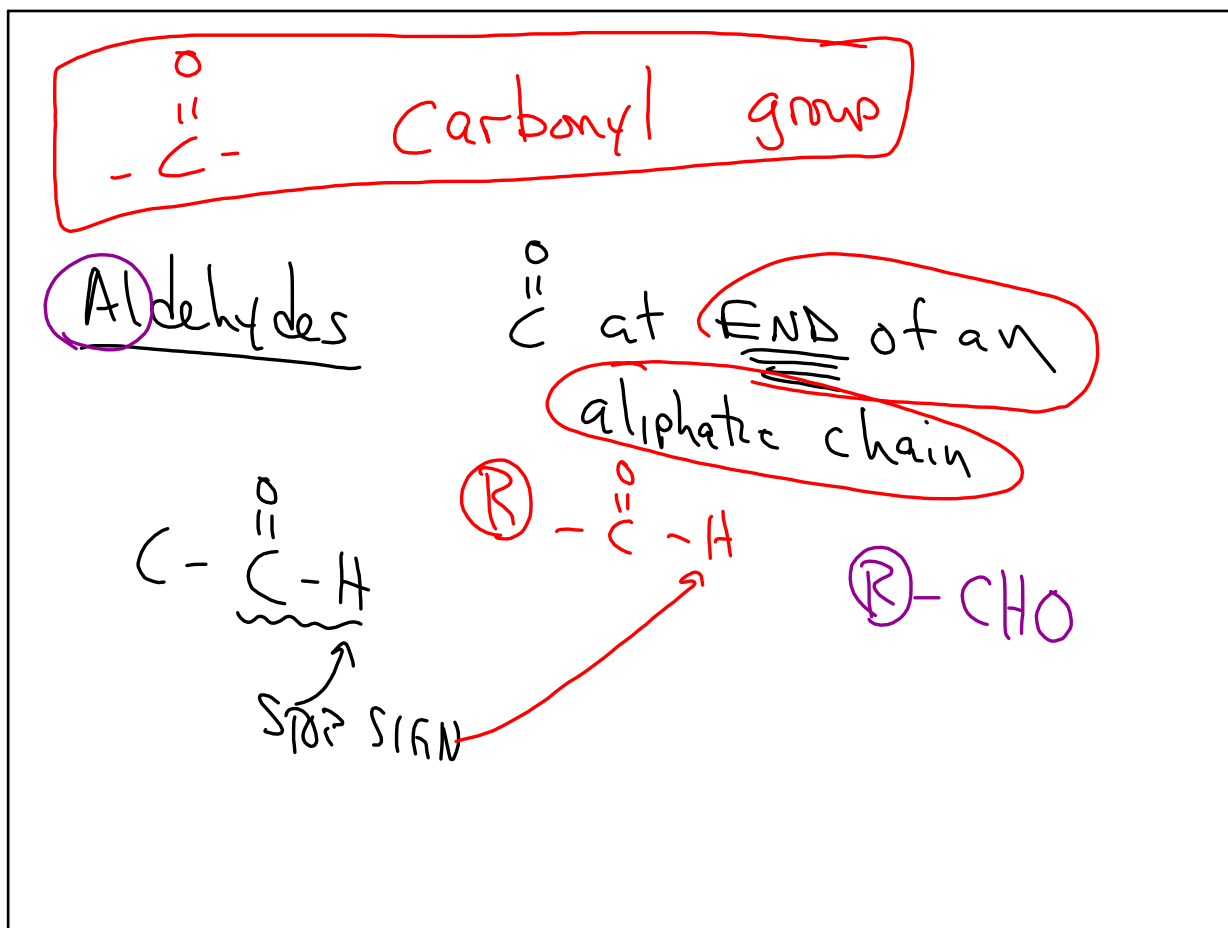 O
||
- C - Carbonyl group
O
||
Aldehydes C at END of an
aliphatic chain
O
||
C - C - H
O
||
R - C - H
R - CHO
STOP SIGN